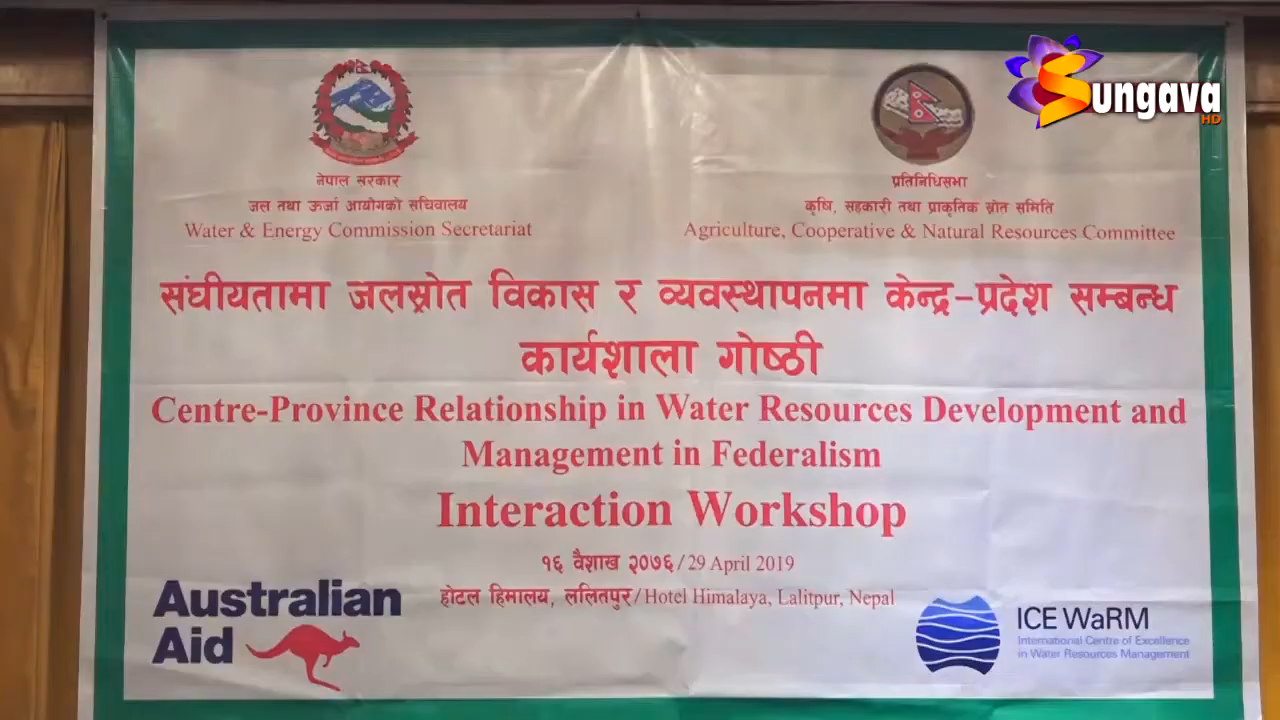 Sungava
HD
नेपाल सरकार
जल तथा ऊर्जा आयोगको सचिवालय
Water & Energy Commission Secretariat
प्रतिनिधिसभा
कृषि, सहकारी तथा प्राकृतिक स्रोत समिति
Agriculture, Cooperative & Natural Resources Committee
संघीयतामा जलस्रोत विकास र व्यवस्थापनमा केन्द्र-प्रदेश सम्बन्ध
कार्यशाला गोष्ठी
Centre-Province Relationship in Water Resources Development and
Management in Federalism
Interaction Workshop
१६ वैशाख २०७६/29 April 2019
होटल हिमालय, ललितपुर/Hotel Himalaya, Lalitpur, Nepal
Australian
Aid
ICE WaRM
International Centre of Excellence
in Water Resources Management